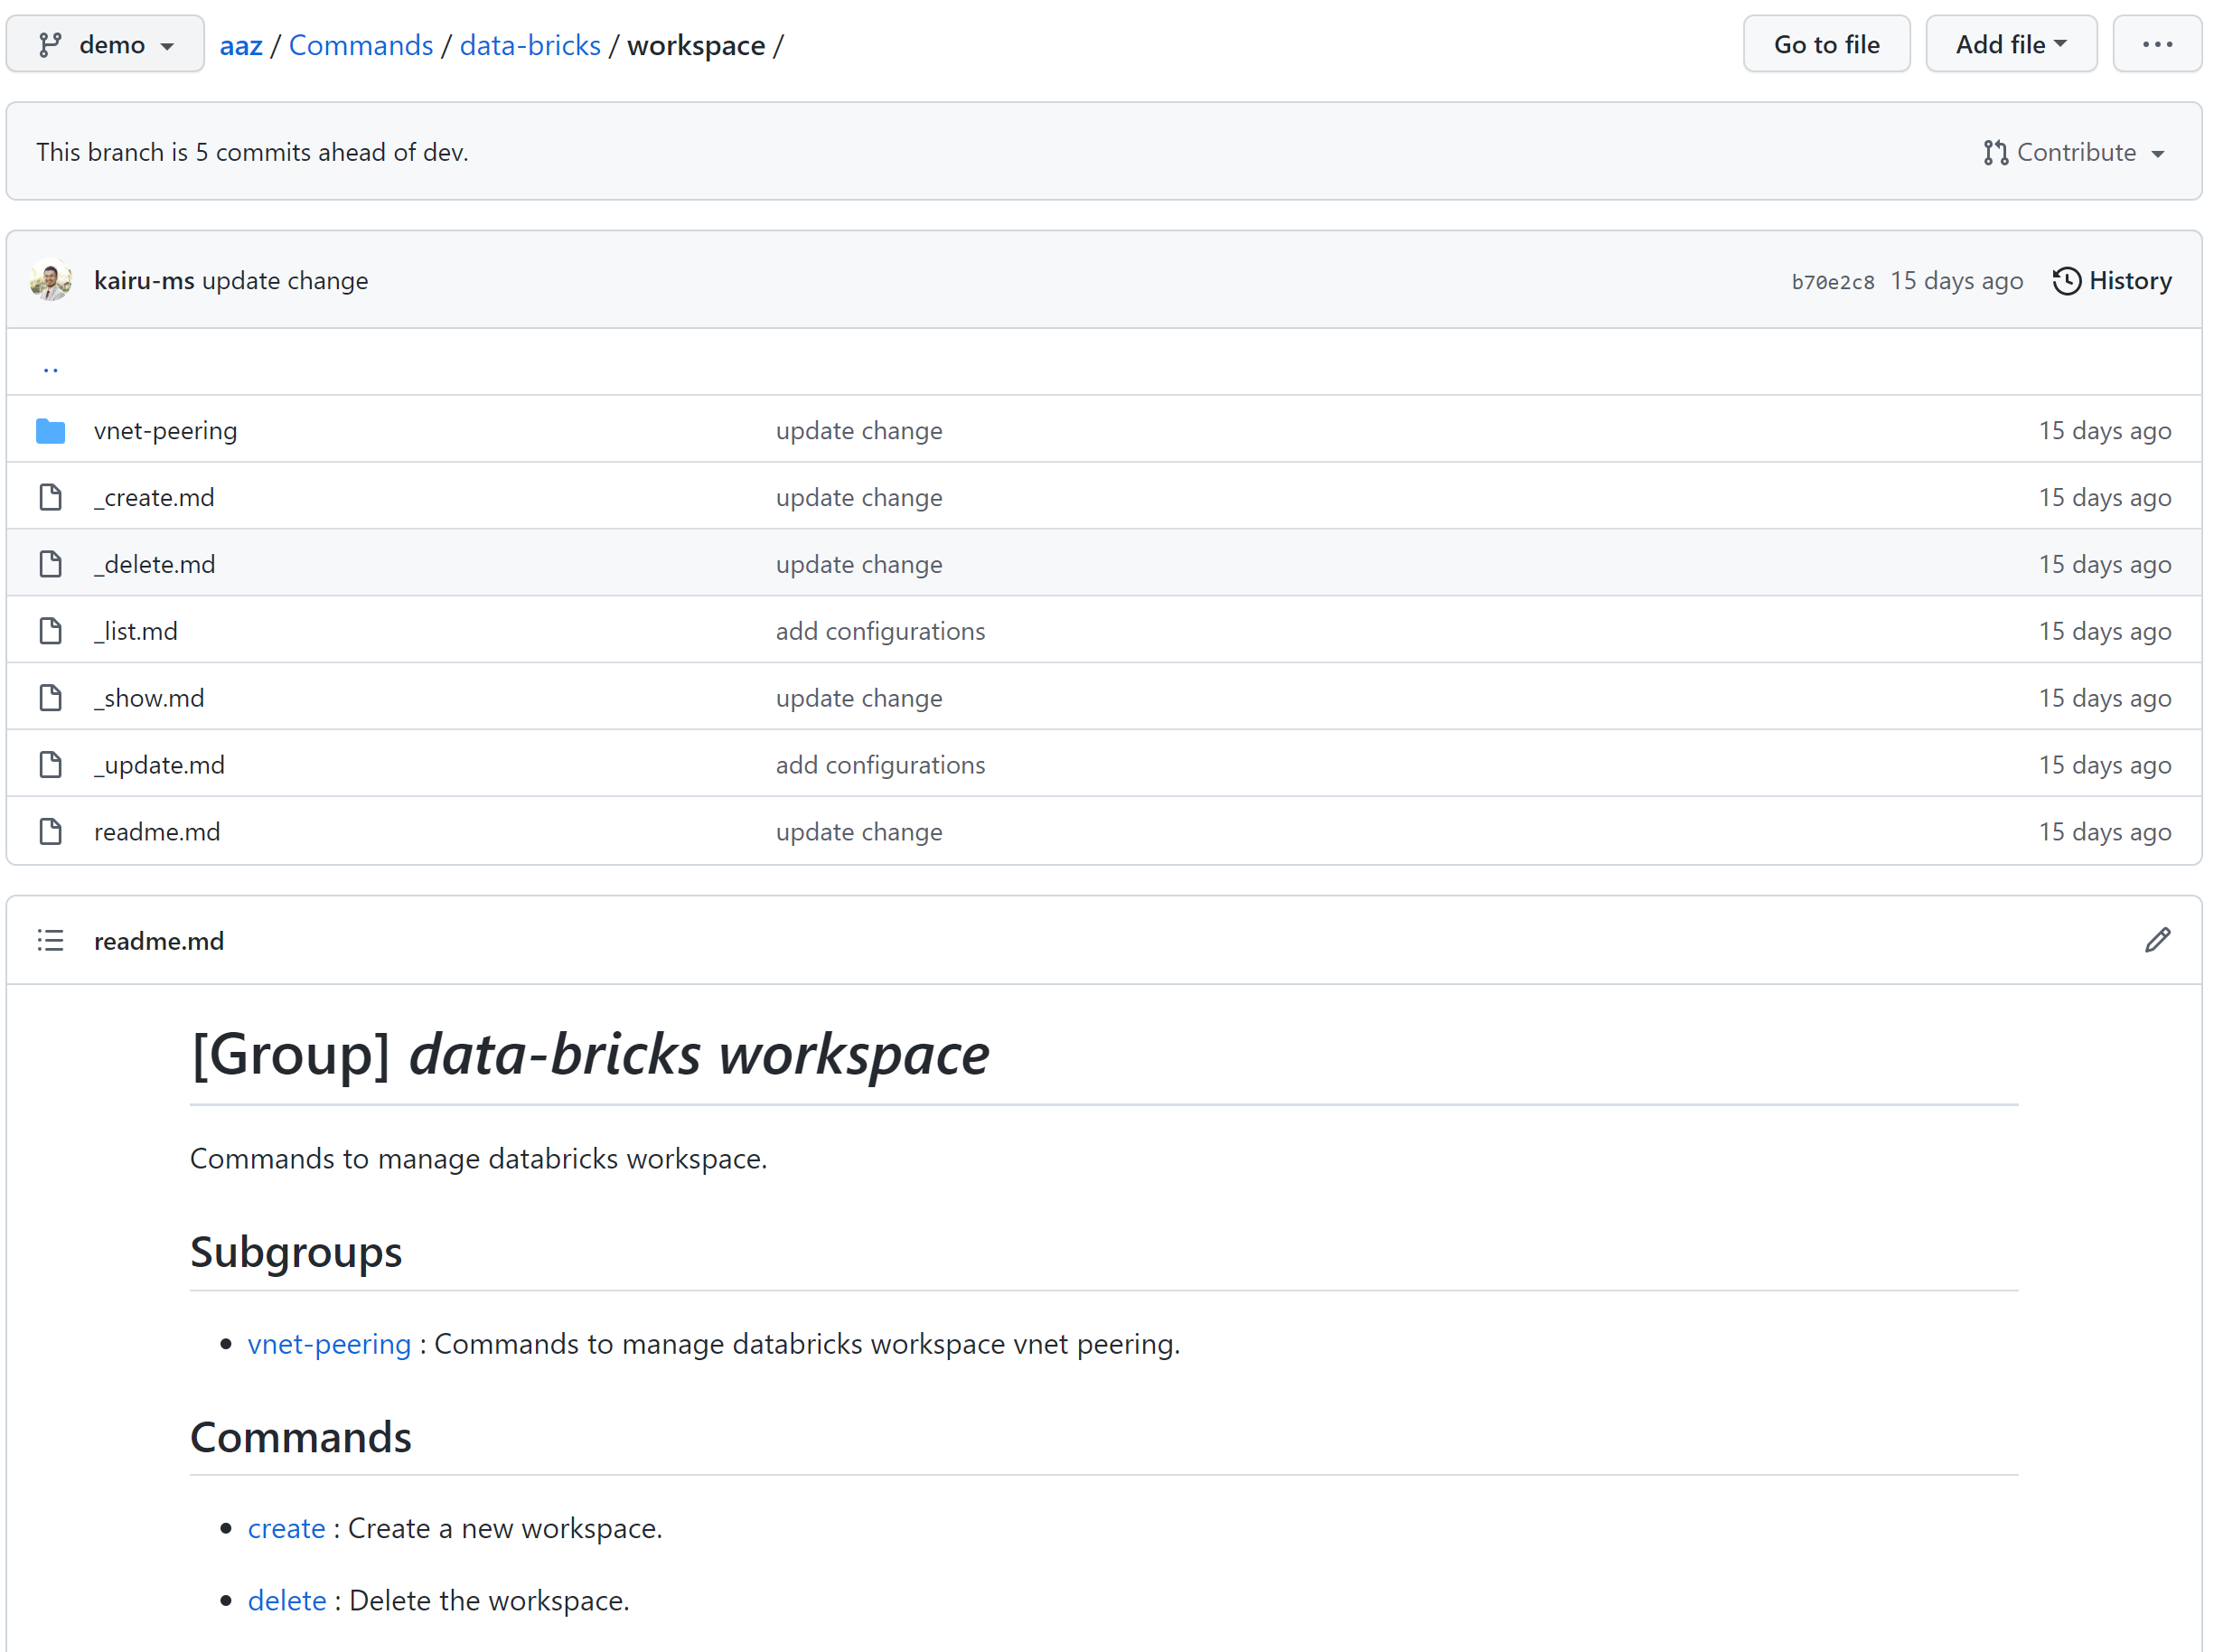 demo aaz / Commands / data-bricks / workspace / Go to file Add file ...
This branch is 5 commits ahead of dev. Contribute
kairu-ms update change b70e2c8 15 days ago History
..
vnet-peering update change 15 days ago
_create.md update change 15 days ago
_delete.md update change 15 days ago
_list.md add configurations 15 days ago
_show.md update change 15 days ago
_update.md add configurations 15 days ago
readme.md update change 15 days ago
readme.md
[Group] data-bricks workspace
Commands to manage databricks workspace.
Subgroups
• vnet-peering : Commands to manage databricks workspace vnet peering.
Commands
• create : Create a new workspace.
• delete : Delete the workspace.